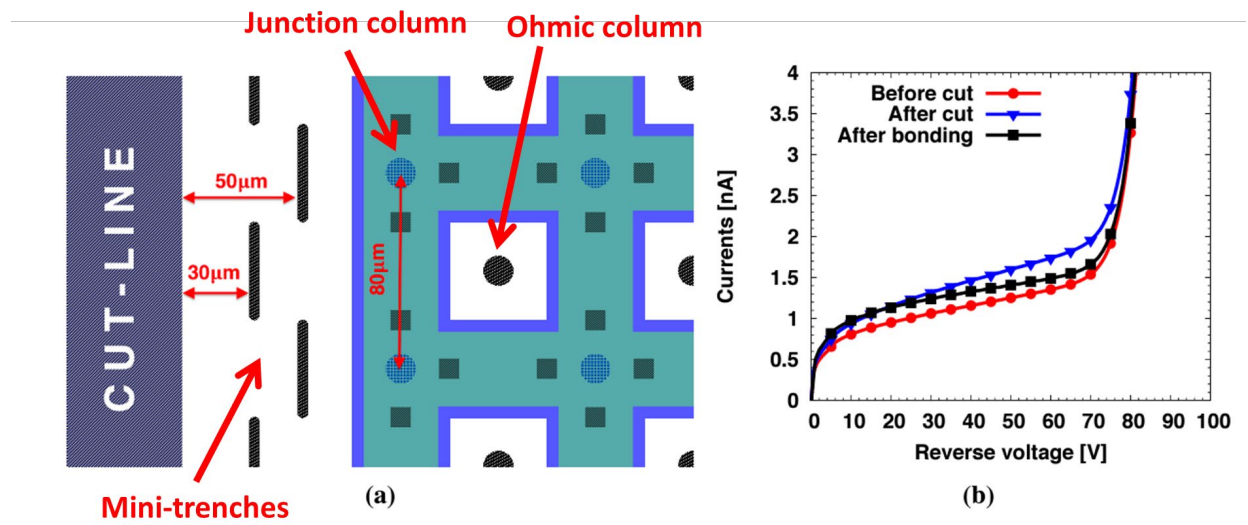 Junction column
Ohmic column
CUT-LINE
50µm
30µm
80µm
Mini-trenches
(a)
Currents [nA]
4
3.5
3
2.5
2
1.5
1
0.5
0
Before cut
After cut
After bonding
0 10 20 30 40 50 60 70 80 90 100
Reverse voltage [V]
(b)